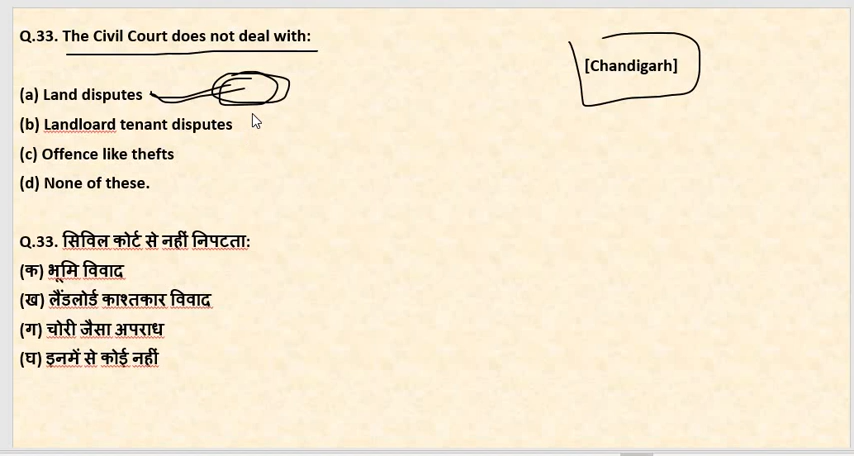 Q.33. The Civil Court does not deal with:
[Chandigarh]
(a) Land disputes
(b) Landloard tenant disputes
(c) Offence like thefts
(d) None of these.
Q.33. सिविल कोर्ट से नहीं निपटता:
(क) भूमि विवाद
(ख) लैंडलोर्ड काश्तकार विवाद
(ग) चोरी जैसा अपराध
(घ) इनमें से कोई नहीं